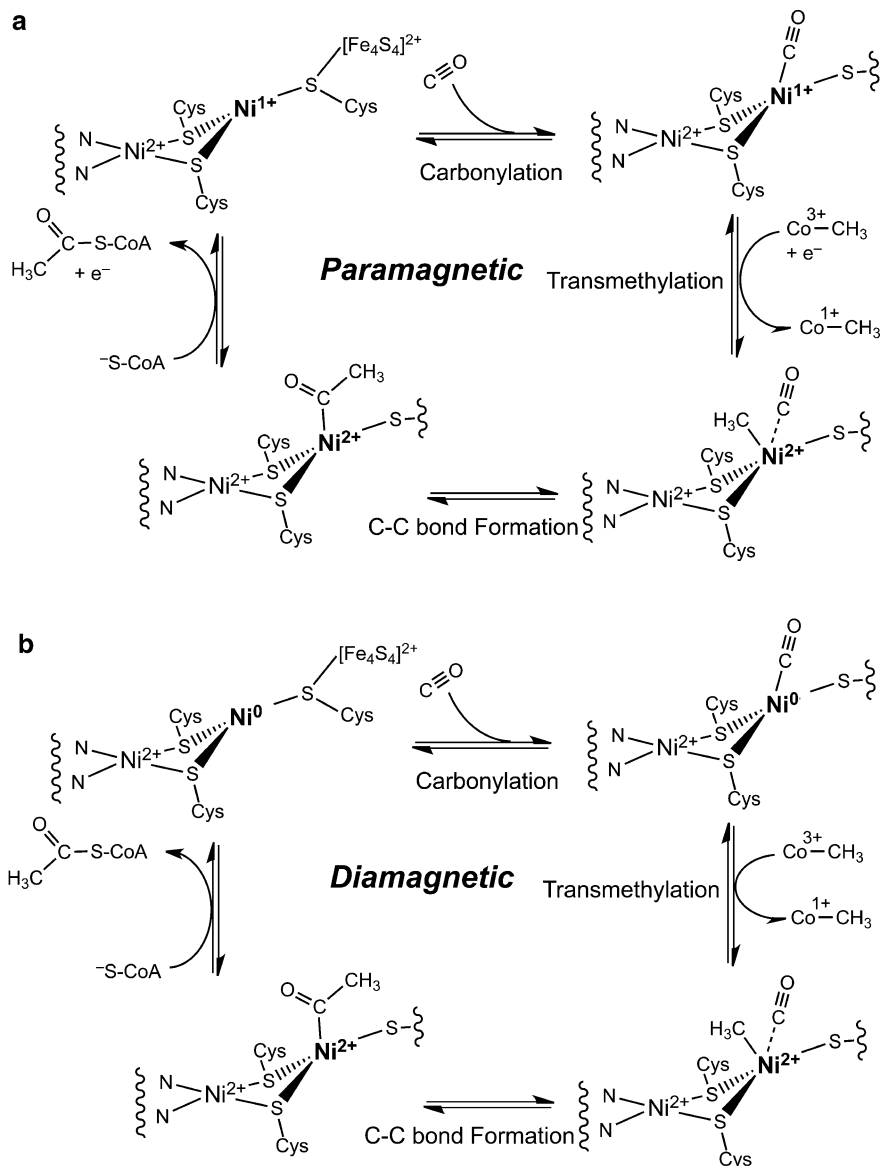 a
[Fe₄S₄]²⁺
S
Cys
Ni¹⁺
Cys
S
N
N
Ni²⁺
S
Cys
C≡O
Carbonylation
O
C
Ni¹⁺
S
Cys
S
N
N
Ni²⁺
S
Cys
O
C–S-CoA
H₃C
+ e⁻
⁻S-CoA
Paramagnetic
Transmethylation
Co³⁺–CH₃
+ e⁻
Co¹⁺–CH₃
O
C
CH₃
Ni²⁺
S
Cys
S
N
N
Ni²⁺
S
Cys
C-C bond Formation
O
C
H₃C
Ni²⁺
S
Cys
S
N
N
Ni²⁺
S
Cys
b
[Fe₄S₄]²⁺
S
Cys
Ni⁰
Cys
S
N
N
Ni²⁺
S
Cys
C≡O
Carbonylation
O
C
Ni⁰
S
Cys
S
N
N
Ni²⁺
S
Cys
O
C–S-CoA
H₃C
⁻S-CoA
Diamagnetic
Transmethylation
Co³⁺–CH₃
Co¹⁺–CH₃
O
C
CH₃
Ni²⁺
S
Cys
S
N
N
Ni²⁺
S
Cys
C-C bond Formation
O
C
H₃C
Ni²⁺
S
Cys
S
N
N
Ni²⁺
S
Cys